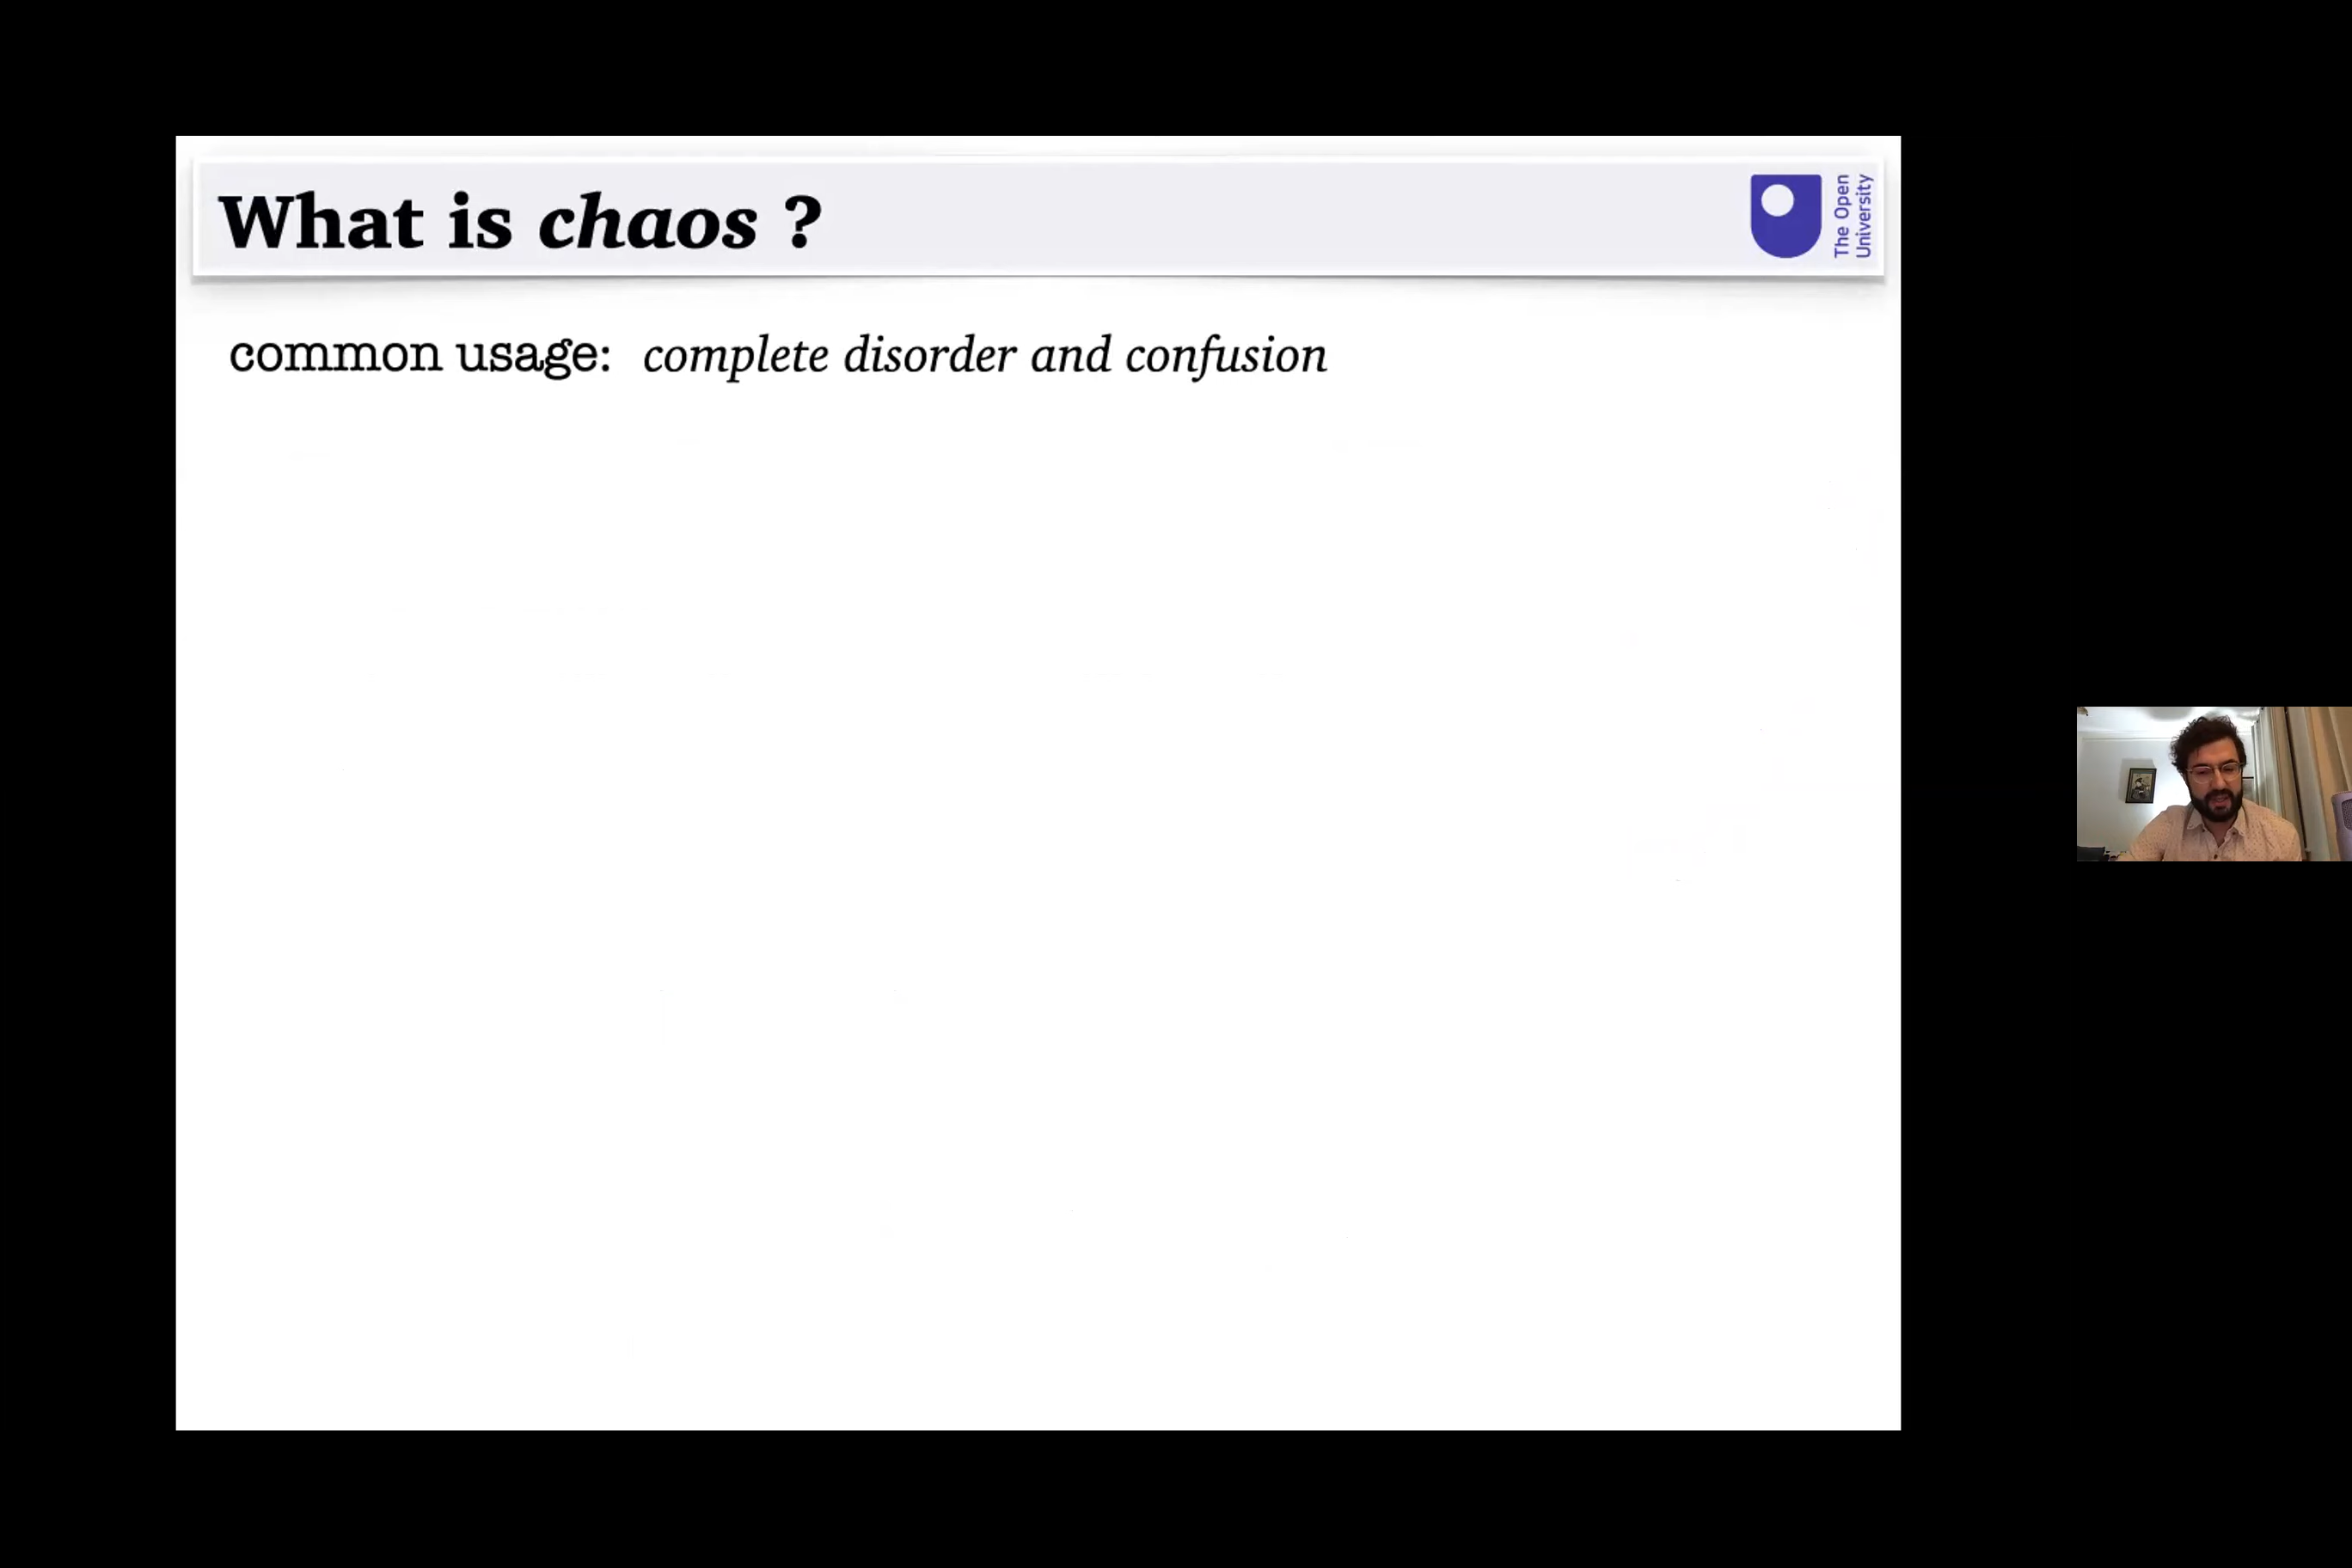 What is chaos ?
The Open
University
common usage: complete disorder and confusion